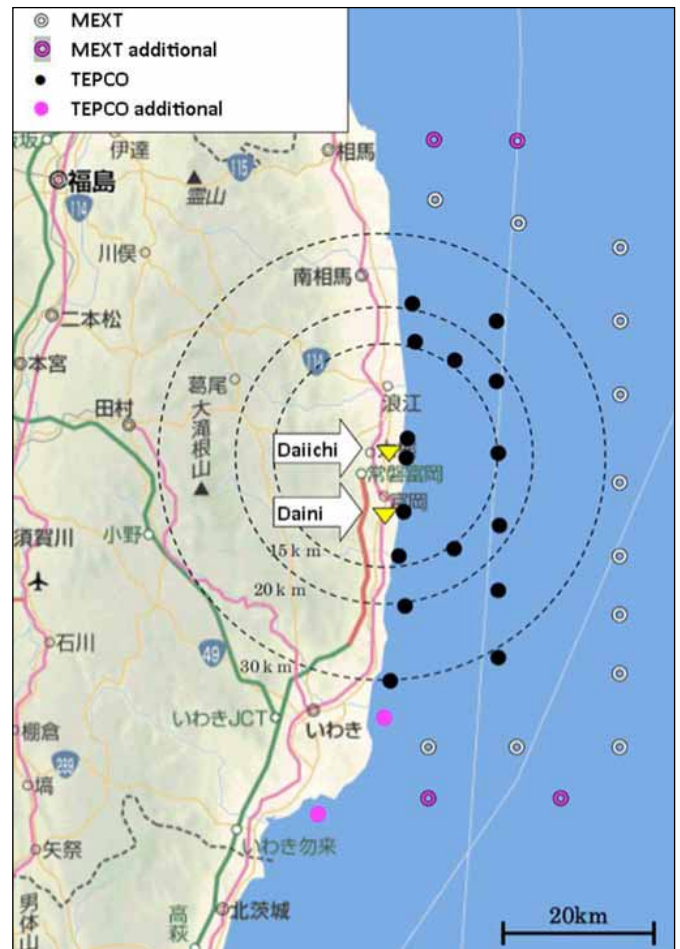 MEXT
MEXT additional
TEPCO
TEPCO additional
伊達
相馬
115
福島
霊山
114
川俣
南相馬
二本松
114
本宮
葛尾
浪江
田村
大滝根山
Daiichi
常磐富岡
富岡
Daini
須賀川
小野
15km
20km
石川
49
30km
いわきJCT
いわき
棚倉
289
塙
いわき勿来
矢祭
男体山
高萩
北茨城
20km